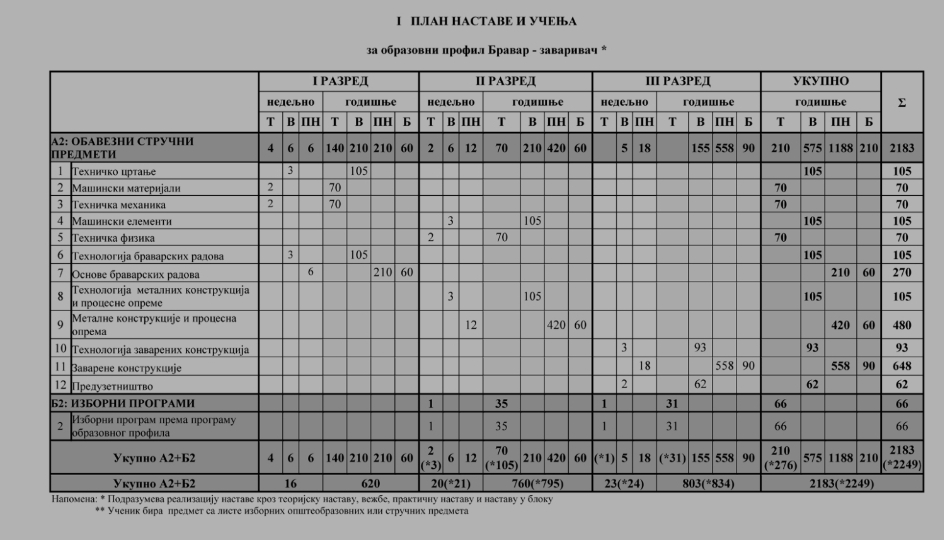 I ПЛАН НАСТАВЕ И УЧЕЊА
за образовни профил Бравар - заваривач *
I РАЗРЕД II РАЗРЕД III РАЗРЕД УКУПНО
недељно годишње недељно годишње недељно годишње годишње Σ
Т В ПН Т В ПН Б Т В ПН Т В ПН Б Т В ПН Т В ПН Б Т В ПН Б
А2: ОБАВЕЗНИ СТРУЧНИ
ПРЕДМЕТИ 4 6 6 140 210 210 60 2 6 12 70 210 420 60 5 18 155 558 90 210 575 1188 210 2183
1 Техничко цртање 3 105 105 105
2 Машински материјали 2 70 70 70
3 Техничка механика 2 70 70 70
4 Машински елементи 3 105 105 105
5 Техничка физика 2 70 70 70
6 Технологија браварских радова 3 105 105 105
7 Основе браварских радова 6 210 60 210 60 270
8 Технологија металних конструкција
и процесне опреме 3 105 105 105
9 Металне конструкције и процесна
опрема 12 420 60 420 60 480
10 Технологија заварених конструкција 3 93 93 93
11 Заварене конструкције 18 558 90 558 90 648
12 Предузетништво 2 62 62 62
Б2: ИЗБОРНИ ПРОГРАМИ 1 35 1 31 66 66
2 Изборни програм према програму
образовног профила 1 35 1 31 66 66
Укупно А2+Б2 4 6 6 140 210 210 60 2 (*3) 6 12 70 (*105) 210 420 60 (*1) 5 18 (*31) 155 558 90 210 (*276) 575 1188 210 2183 (*2249)
Укупно А2+Б2 16 620 20(*21) 760(*795) 23(*24) 803(*834) 2183(*2249)
Напомена: * Подразумева реализацију наставе кроз теоријску наставу, вежбе, практичну наставу и наставу у блоку
** Ученик бира предмет са листе изборних општеобразовних или стручних предмета